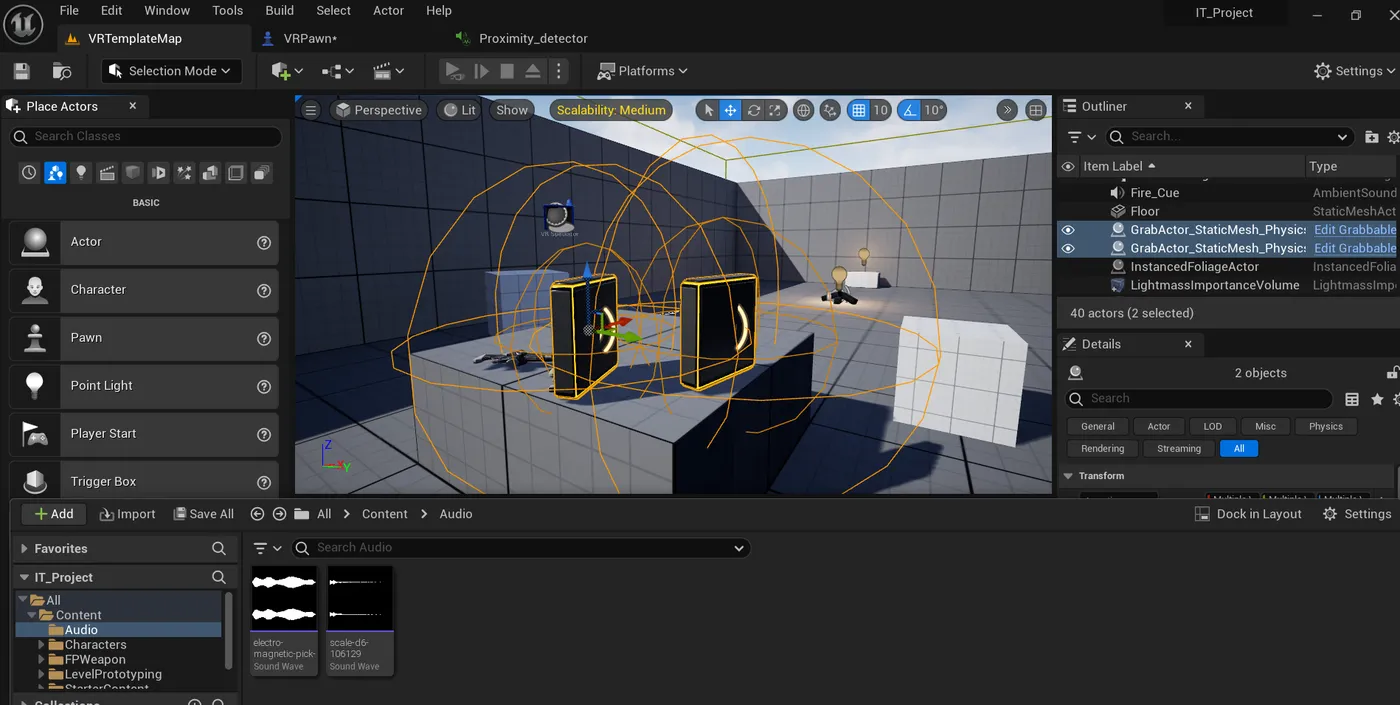 File Edit Window Tools Build Select Actor Help
IT_Project
VRTemplateMap
VRPawn*
Proximity_detector
Selection Mode
Platforms
Settings
Place Actors
Search Classes
BASIC
Actor
Character
Pawn
Point Light
Player Start
Trigger Box
Perspective
Lit
Show
Scalability: Medium
10
10°
Z
Y
Outliner
Search...
Item Label
Type
Fire_Cue AmbientSound
Floor StaticMeshAct
GrabActor_StaticMesh_Physics Edit Grabbable
GrabActor_StaticMesh_Physics Edit Grabbable
InstancedFoliageActor InstancedFolia
LightmassImportanceVolume LightmassImp
40 actors (2 selected)
Details
2 objects
Search
General Actor LOD Misc Physics
Rendering Streaming All
Transform
Add
Import
Save All
All > Content > Audio
Dock in Layout
Settings
Favorites
IT_Project
All
Content
Audio
Characters
FPWeapon
LevelPrototyping
StarterContent
Collections
Search Audio
electro-
magnetic-pick-
Sound Wave
scale-d6-
106129
Sound Wave